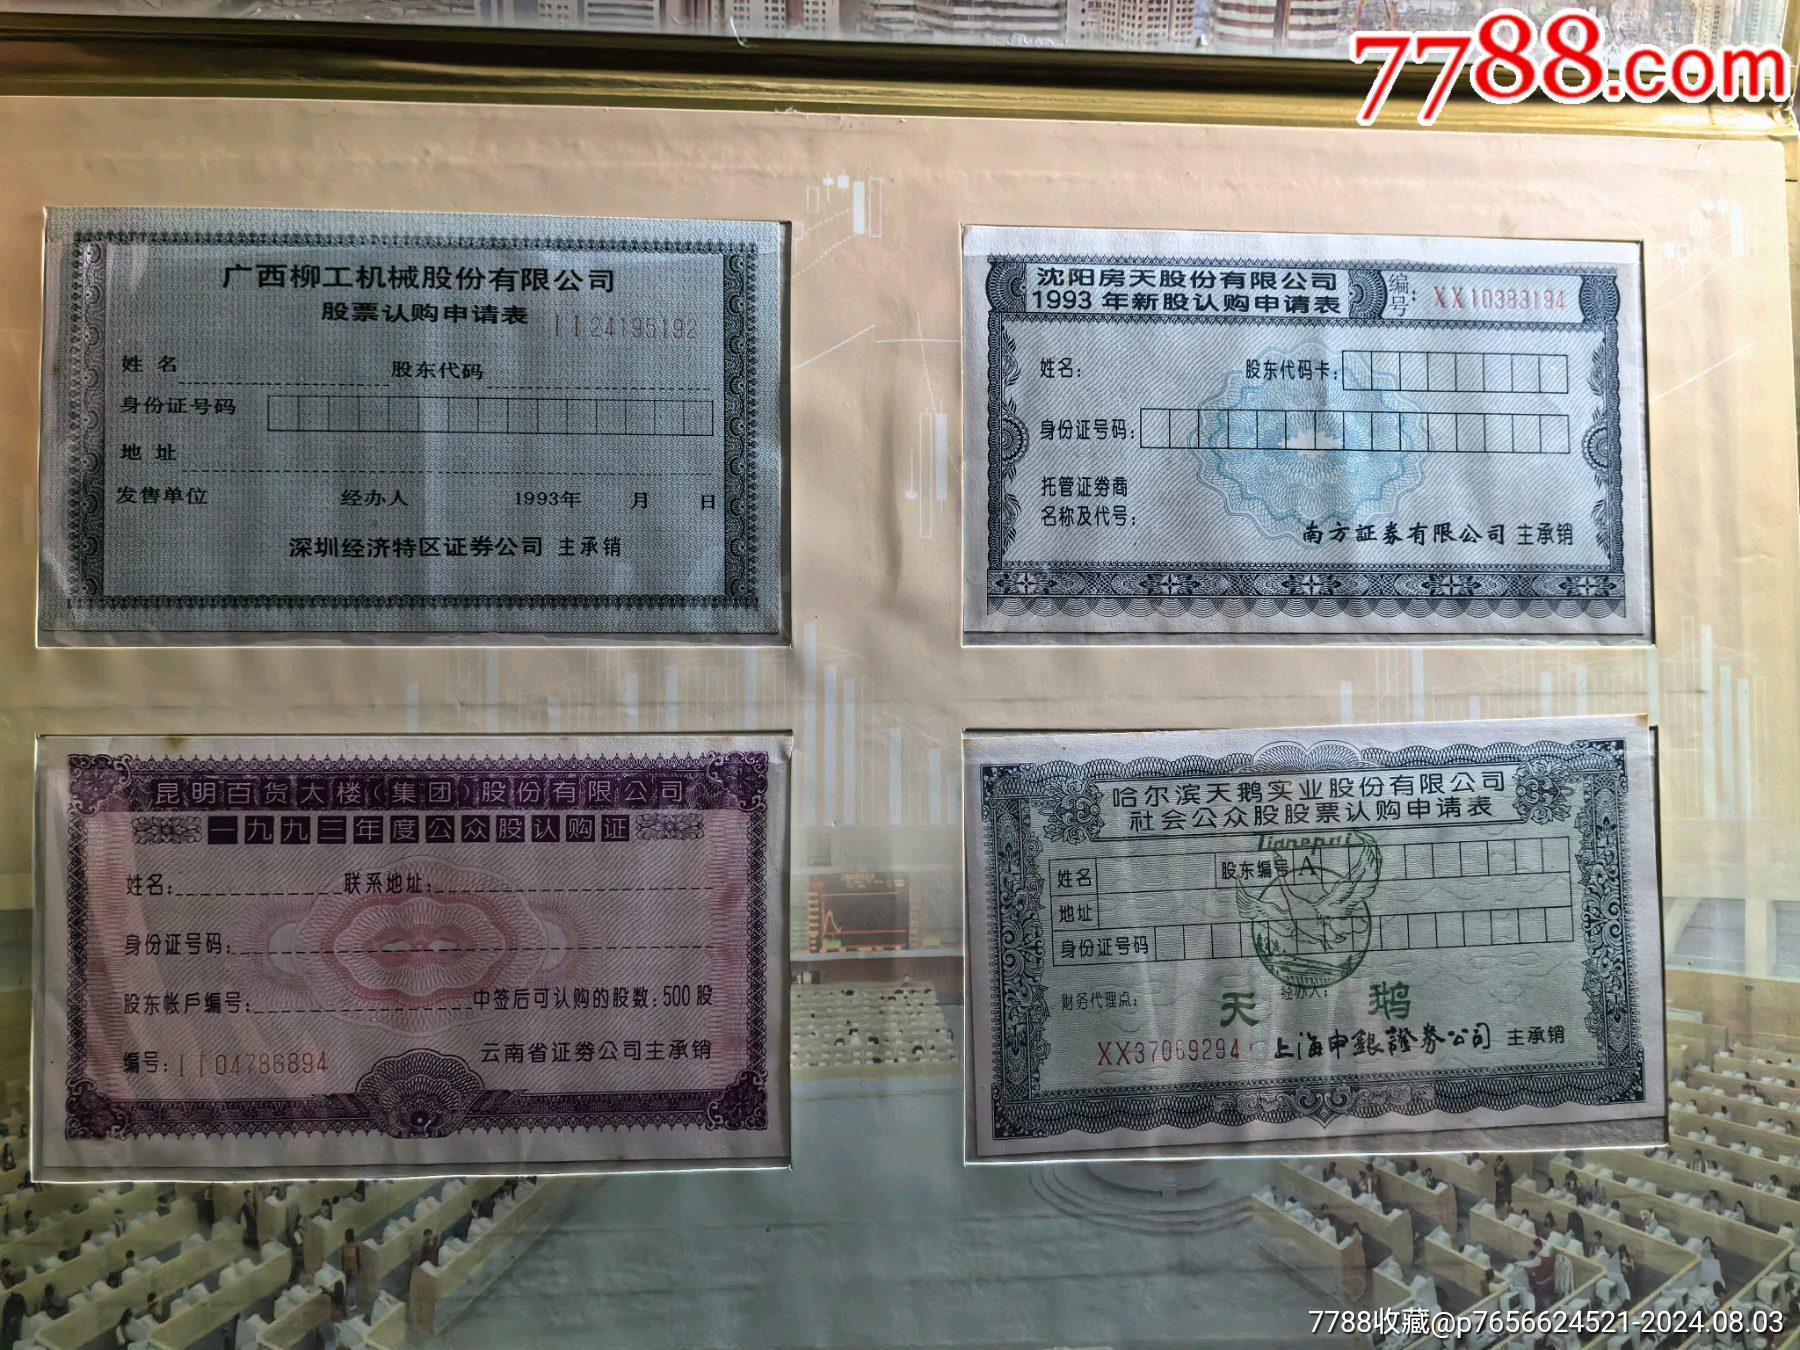 7788.com
广西柳工机械股份有限公司
股票认购申请表
11 24195192
姓 名 股东代码
身份证号码
地 址
发售单位 经办人 1993年 月 日
深圳经济特区证券公司 主承销
沈阳房天股份有限公司
1993 年新股认购申请表
编号: XX10383194
姓名: 股东代码卡:
身份证号码:
托管证券商
名称及代号:
南方証券有限公司 主承销
昆明百货大楼(集团)股份有限公司
一九九三年度公众股认购证
姓名: 联系地址:
身份证号码:
股东帐戶编号: 中签后可认购的股数:500股
编号: 11 04786894
云南省证券公司主承销
哈尔滨天鹅实业股份有限公司
社会公众股股票认购申请表
姓名 股东编号 A
地址
身份证号码
财务代理点: 经办人:
天 鹅
XX37069294
上海申銀證券公司 主承销
7788收藏@p7656624521-2024.08.03